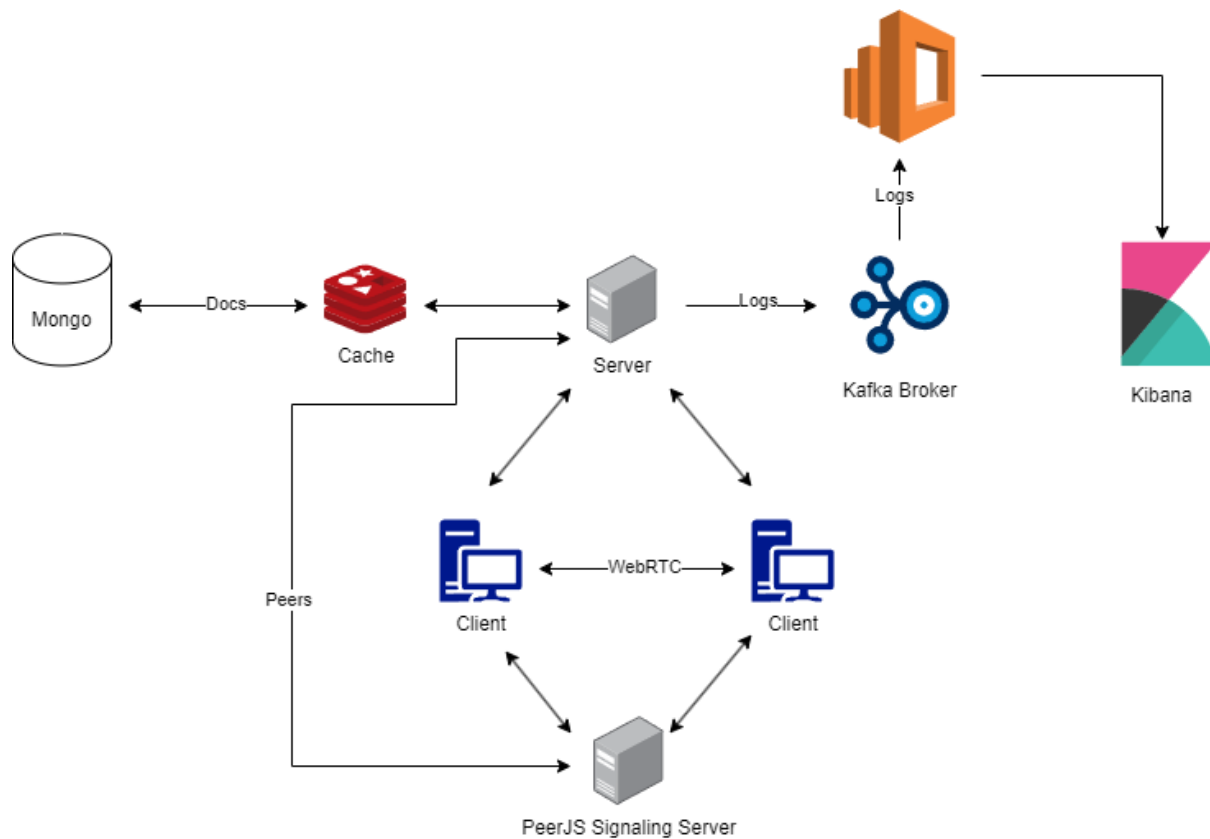 Logs
Mongo
Docs
Cache
Server
Logs
Kafka Broker
Kibana
Peers
WebRTC
Client
Client
PeerJS Signaling Server